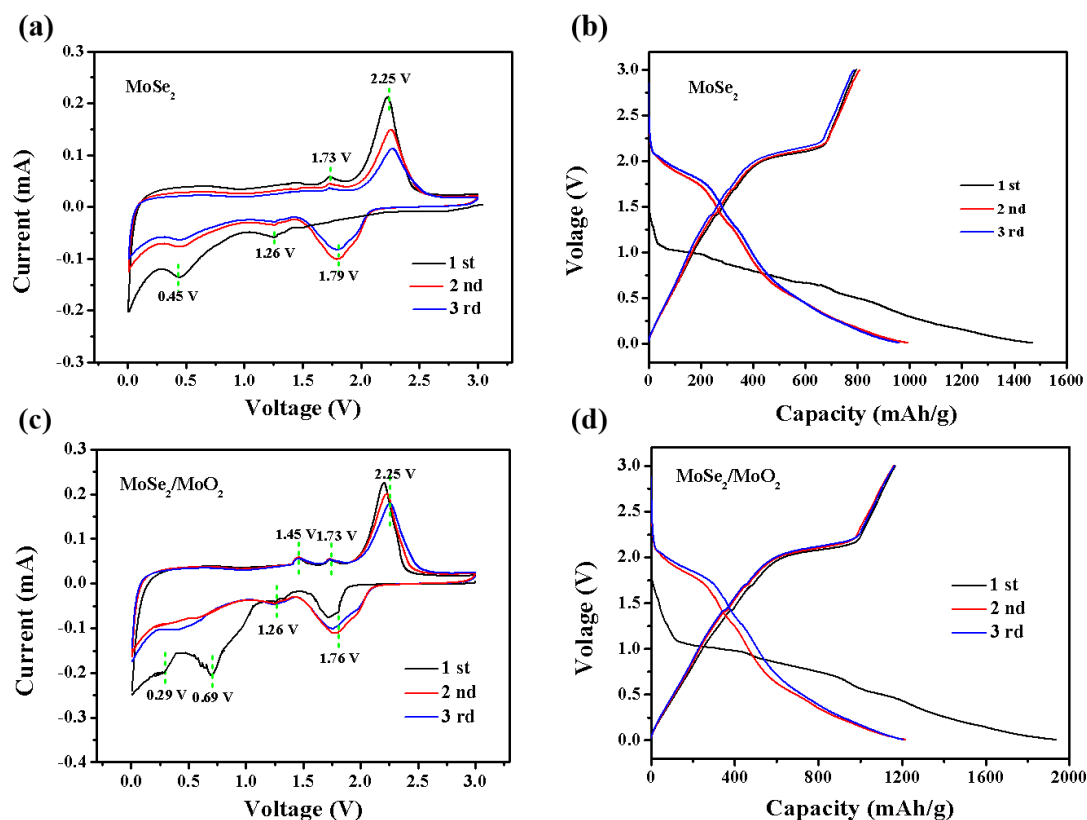 (a)
MoSe2
2.25 V
1.73 V
1.26 V
0.45 V
1.79 V
1 st
2 nd
3 rd
Current (mA)
0.3
0.2
0.1
0.0
-0.1
-0.2
-0.3
0.0 0.5 1.0 1.5 2.0 2.5 3.0
Voltage (V)
(b)
MoSe2
1 st
2 nd
3 rd
Volage (V)
3.0
2.5
2.0
1.5
1.0
0.5
0.0
0 200 400 600 800 1000 1200 1400 1600
Capacity (mAh/g)
(c)
MoSe2/MoO2
2.25 V
1.45 V 1.73 V
1.26 V
1.76 V
0.29 V 0.69 V
1 st
2 nd
3 rd
Current (mA)
0.3
0.2
0.1
0.0
-0.1
-0.2
-0.3
-0.4
0.0 0.5 1.0 1.5 2.0 2.5 3.0
Voltage (V)
(d)
MoSe2/MoO2
1 st
2 nd
3 rd
Volage (V)
3.0
2.5
2.0
1.5
1.0
0.5
0.0
0 400 800 1200 1600 2000
Capacity (mAh/g)